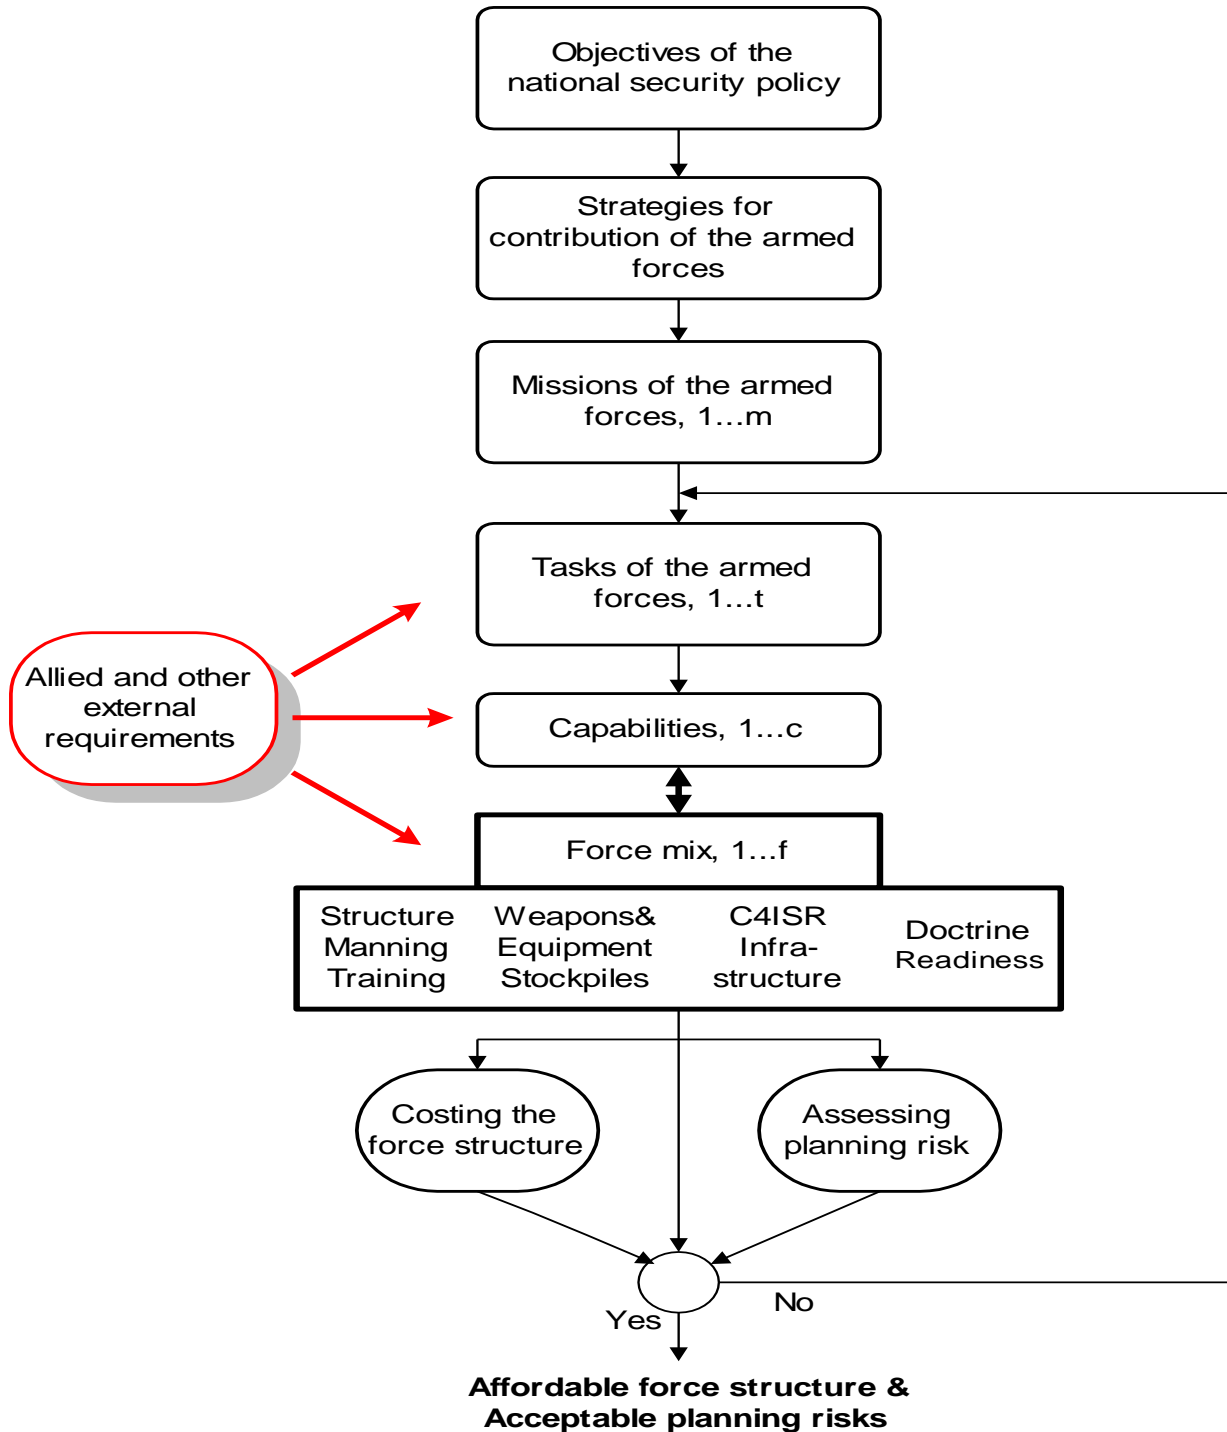 Objectives of the
national security policy
Strategies for
contribution of the armed
forces
Missions of the armed
forces, 1...m
Tasks of the armed
forces, 1...t
Allied and other
external
requirements
Capabilities, 1...c
Force mix, 1...f
Structure
Manning
Training
Weapons&
Equipment
Stockpiles
C4ISR
Infra-
structure
Doctrine
Readiness
Costing the
force structure
Assessing
planning risk
No
Yes
Affordable force structure &
Acceptable planning risks